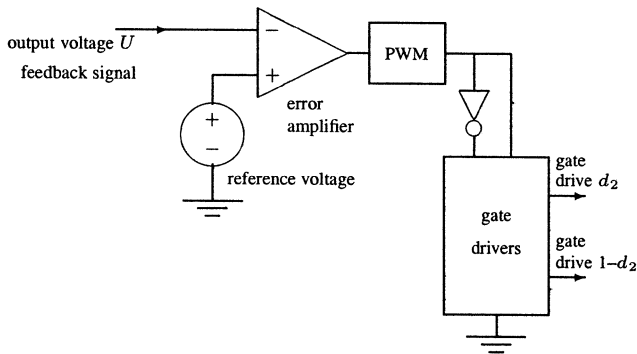 output voltage U
feedback signal
−
+
error
amplifier
PWM
+
−
reference voltage
gate
drivers
gate
drive d₂
gate
drive 1−d₂